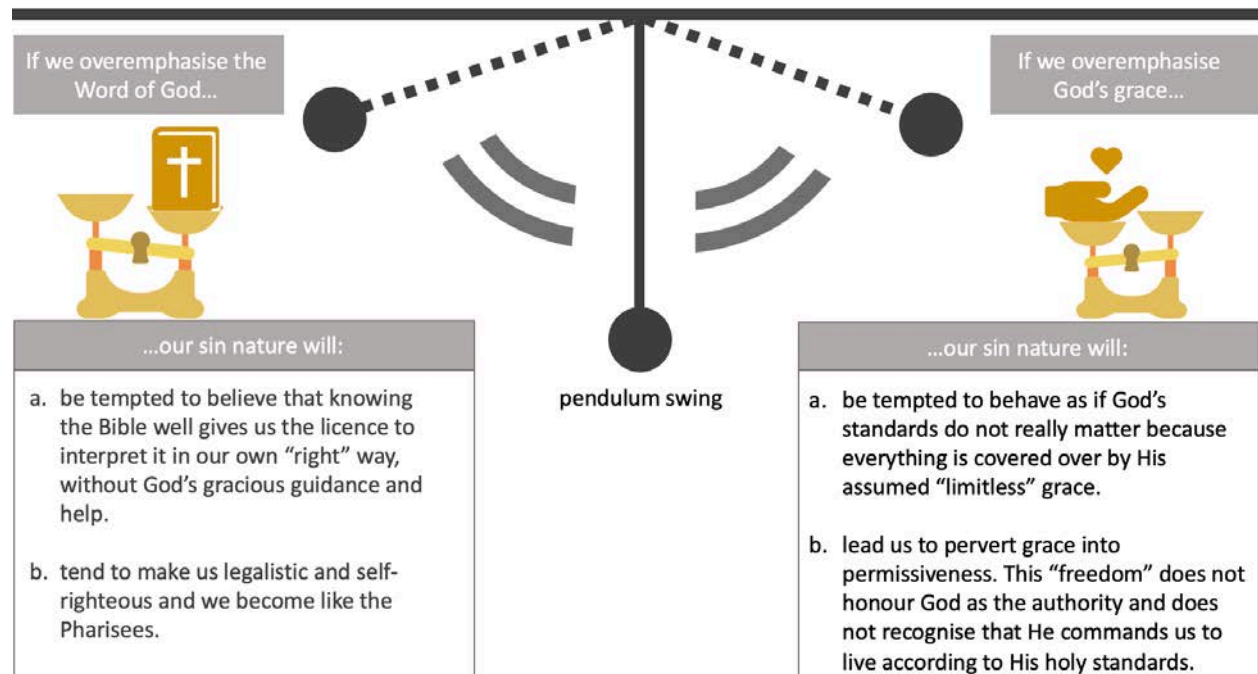 If we overemphasise the
Word of God...
If we overemphasise
God's grace...
pendulum swing
...our sin nature will:
a. be tempted to believe that knowing
the Bible well gives us the licence to
interpret it in our own “right” way,
without God's gracious guidance and
help.
b. tend to make us legalistic and self-
righteous and we become like the
Pharisees.
...our sin nature will:
a. be tempted to behave as if God's
standards do not really matter because
everything is covered over by His
assumed “limitless” grace.
b. lead us to pervert grace into
permissiveness. This “freedom” does not
honour God as the authority and does
not recognise that He commands us to
live according to His holy standards.